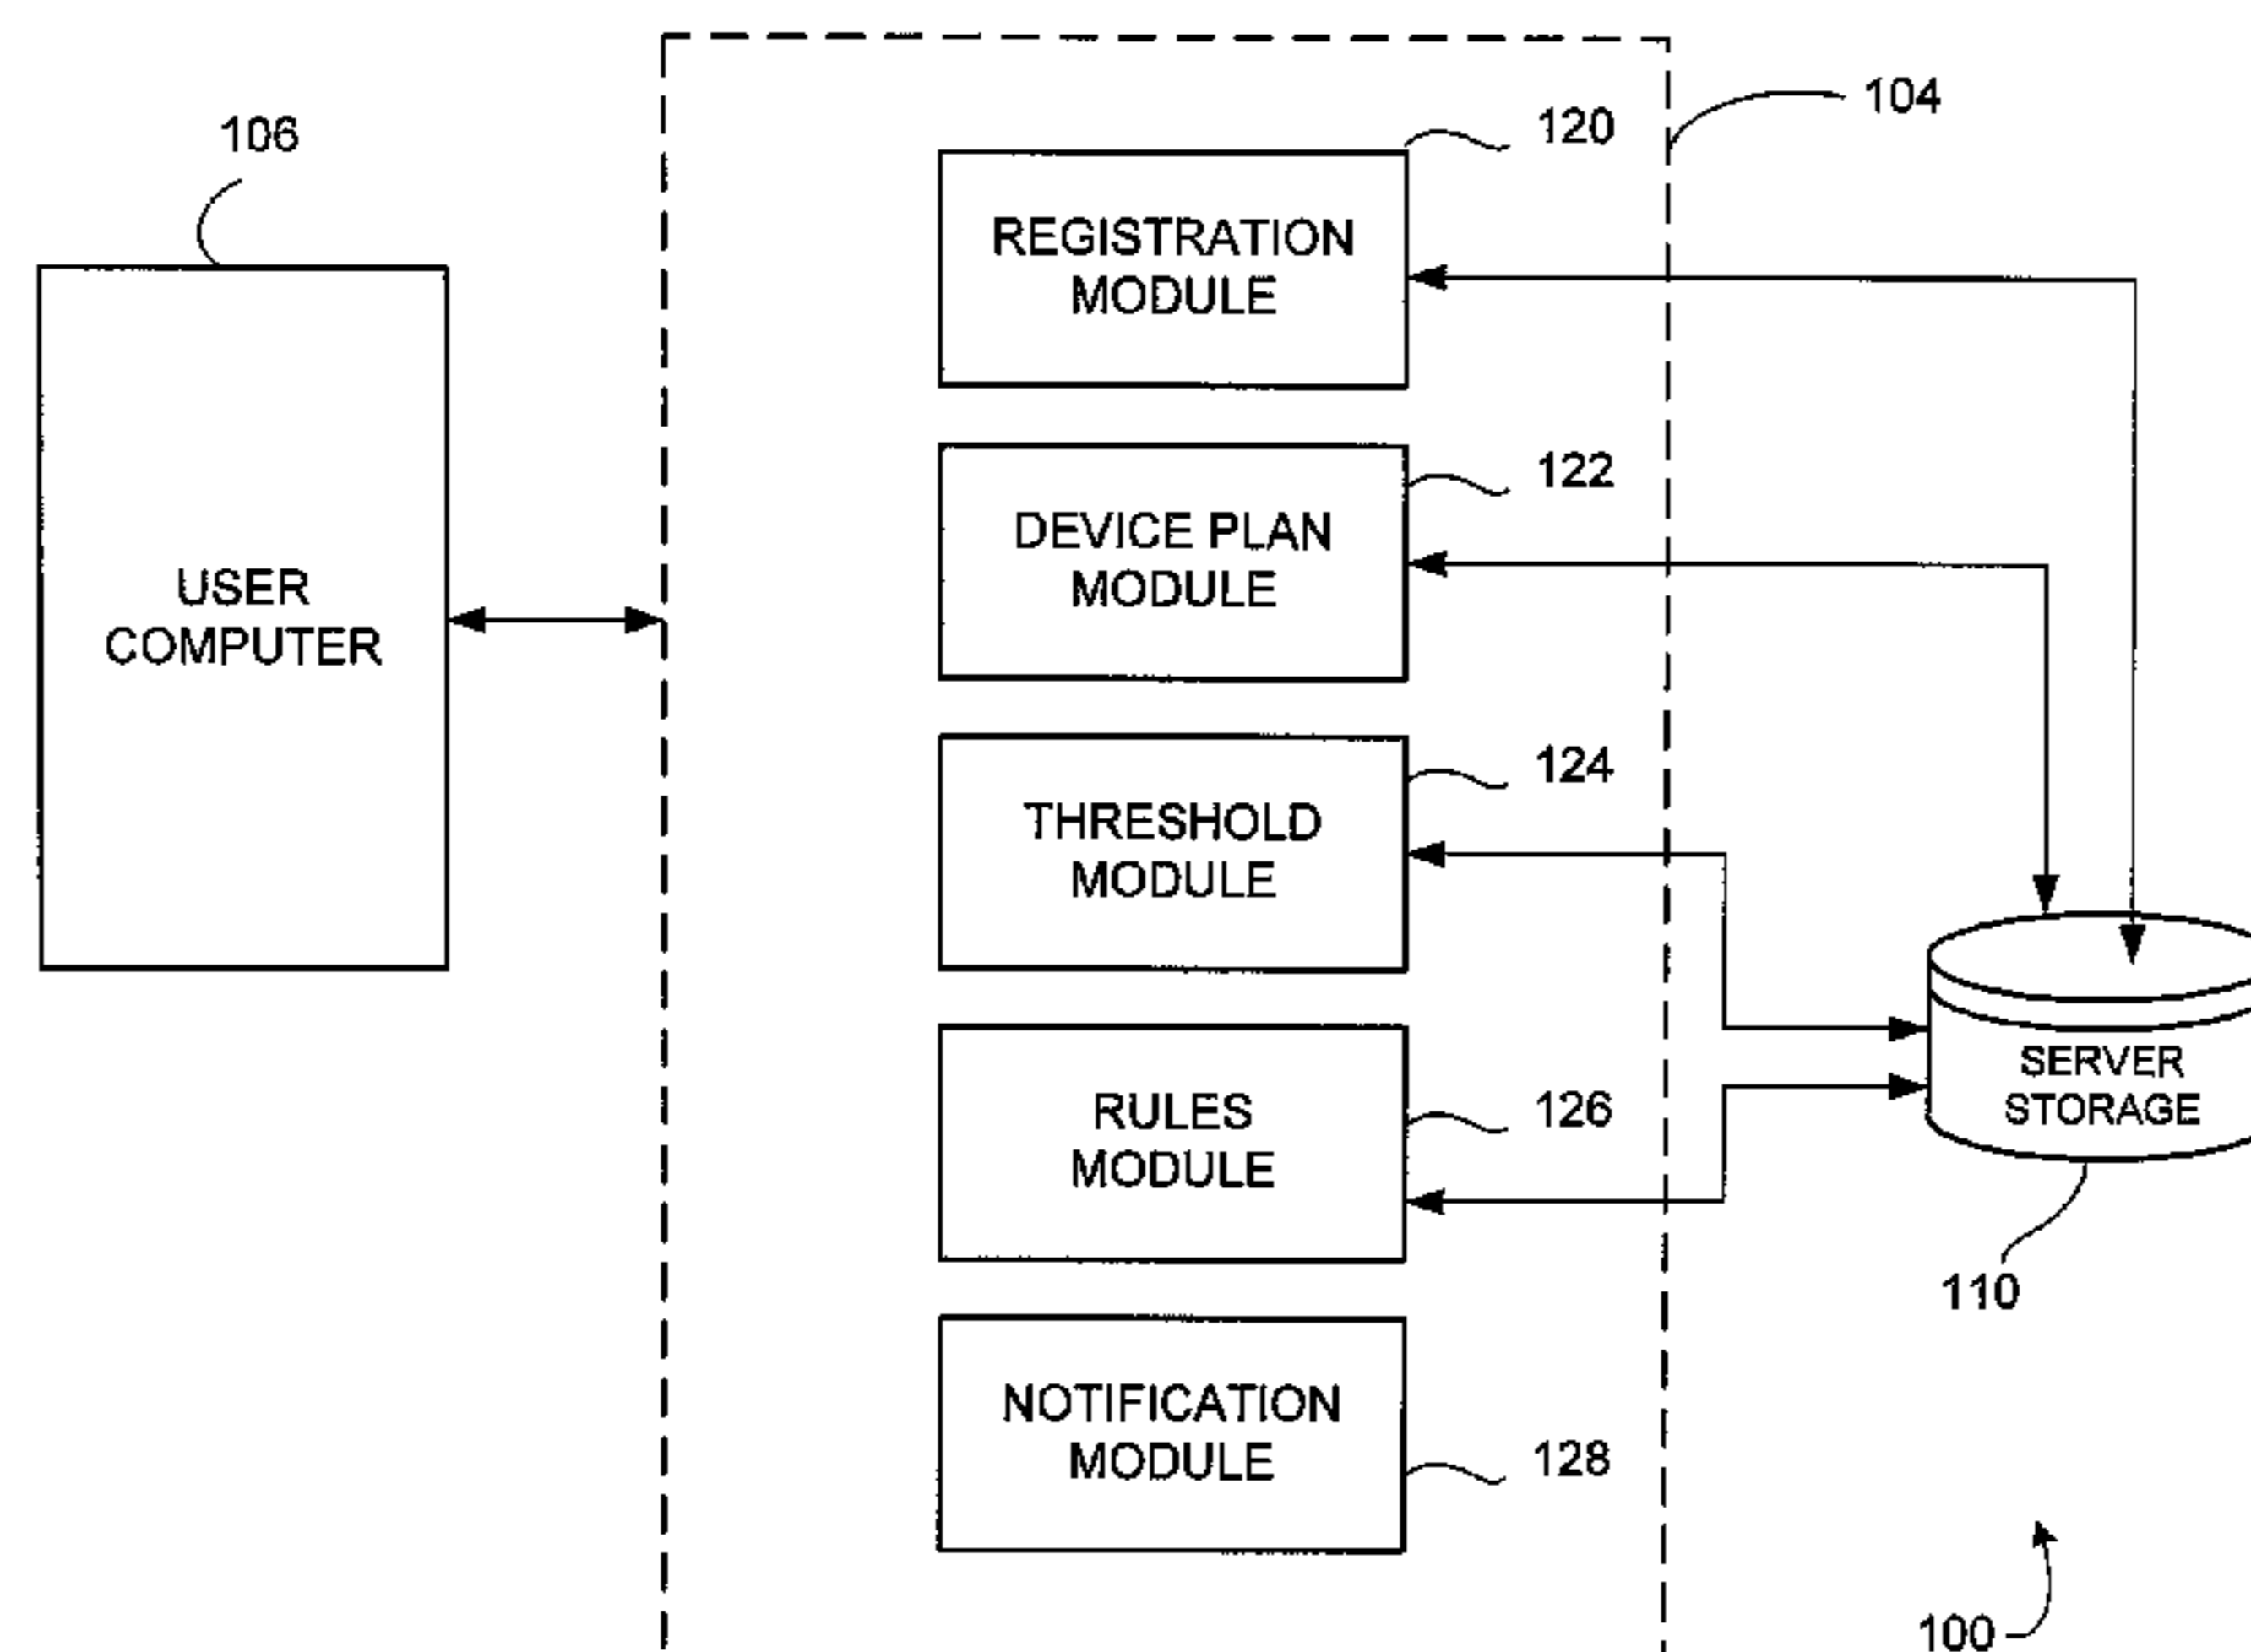 106
USER
COMPUTER
104
120
REGISTRATION
MODULE
122
DEVICE PLAN
MODULE
124
THRESHOLD
MODULE
126
RULES
MODULE
128
NOTIFICATION
MODULE
SERVER
STORAGE
110
100